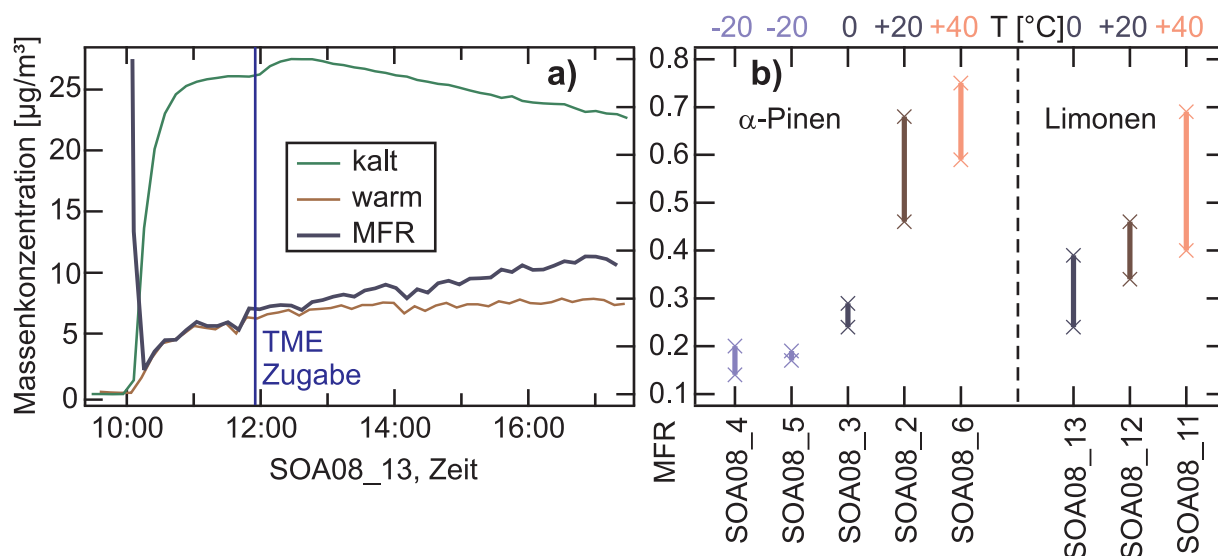 -20 -20 0 +20 +40 T [°C] 0 +20 +40
Massenkonzentration [µg/m³]
25
20
15
10
5
0
a)
kalt
warm
MFR
TME
Zugabe
10:00 12:00 14:00 16:00
SOA08_13, Zeit
MFR
0.8
0.7
0.6
0.5
0.4
0.3
0.2
0.1
b)
α-Pinen
Limonen
SOA08_4
SOA08_5
SOA08_3
SOA08_2
SOA08_6
SOA08_13
SOA08_12
SOA08_11